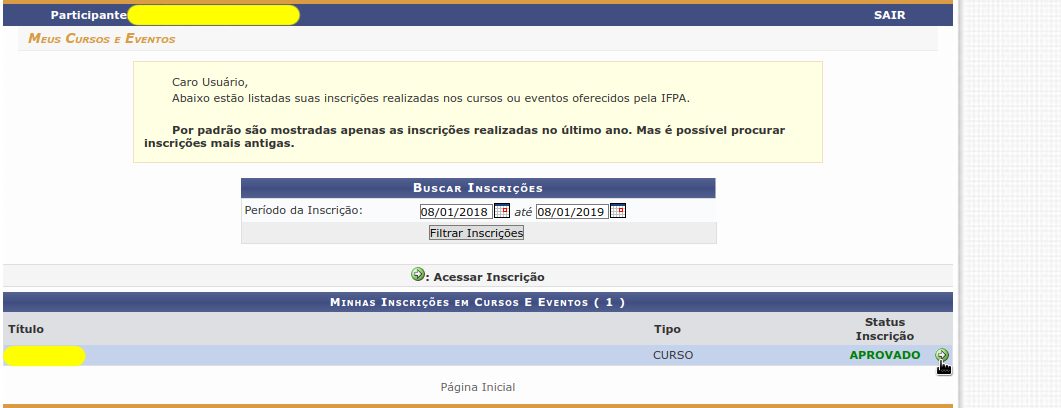 Participante SAIR
Meus Cursos e Eventos
Caro Usuário,
Abaixo estão listadas suas inscrições realizadas nos cursos ou eventos oferecidos pela IFPA.
Por padrão são mostradas apenas as inscrições realizadas no último ano. Mas é possível procurar
inscrições mais antigas.
Buscar Inscrições
Período da Inscrição: 08/01/2018 até 08/01/2019
Filtrar Inscrições
: Acessar Inscrição
Minhas Inscrições em Cursos E Eventos ( 1 )
Título Tipo Status
Inscrição
CURSO APROVADO
Página Inicial